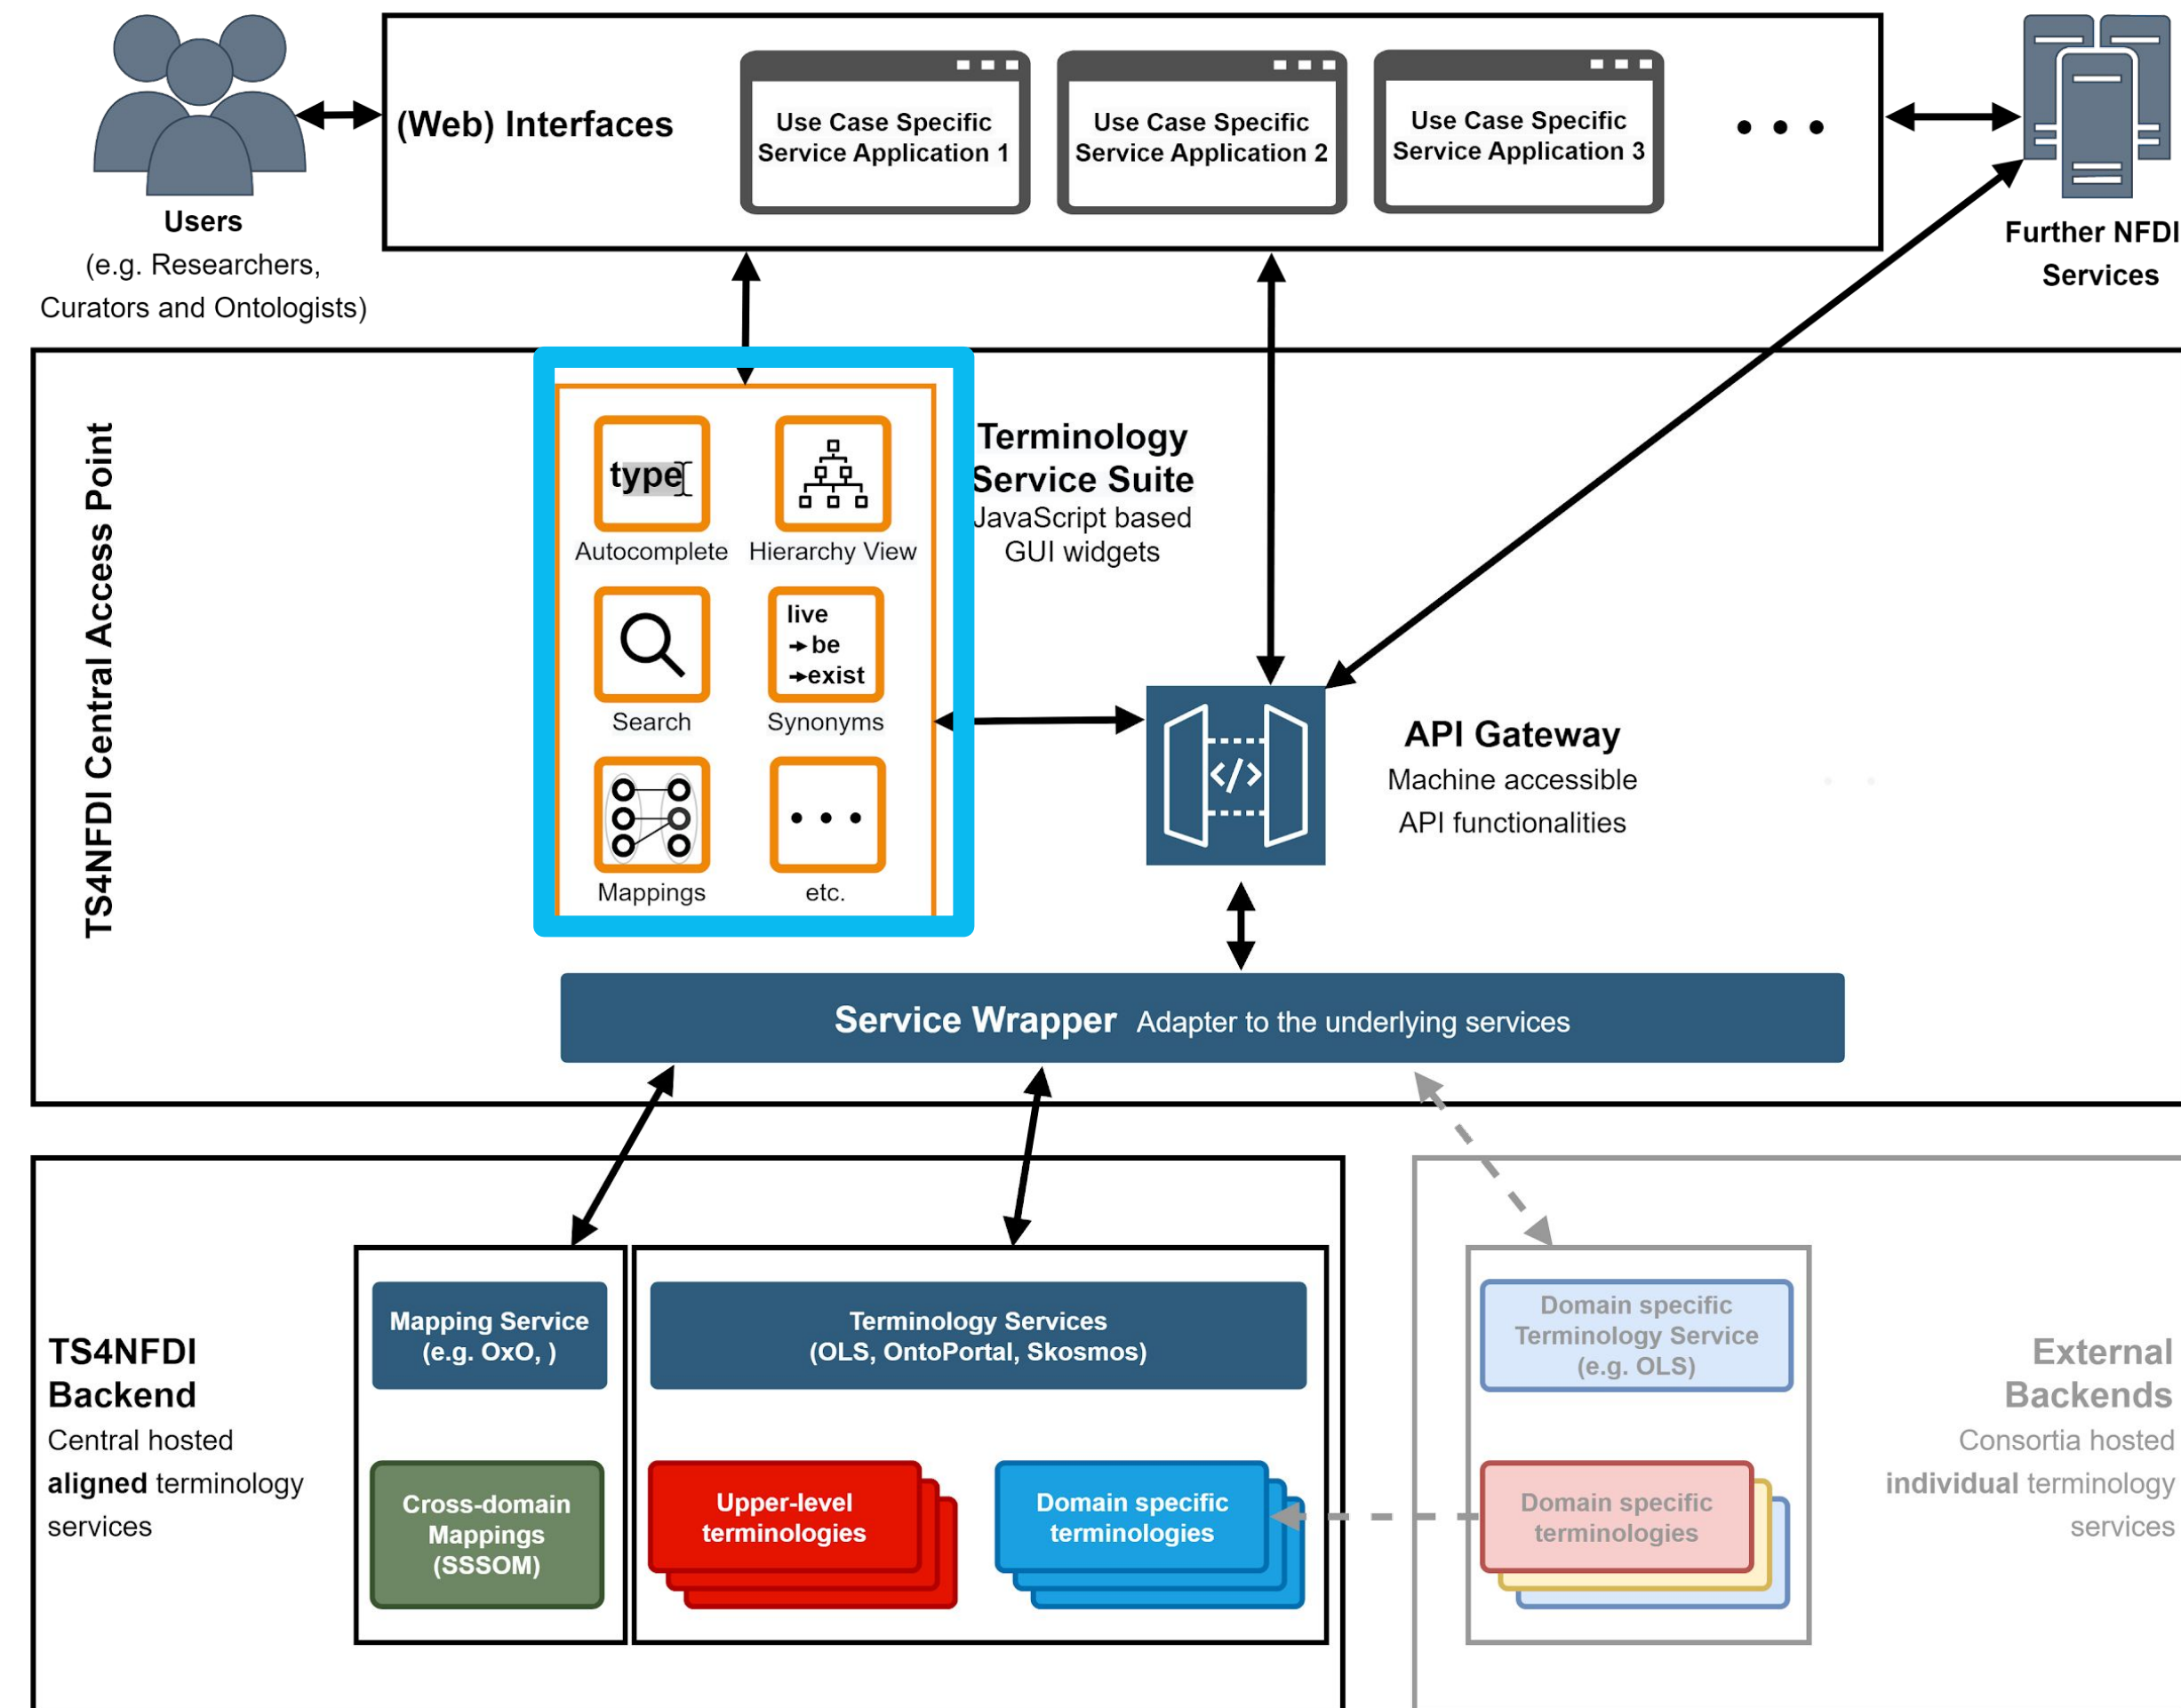 (Web) Interfaces
Use Case Specific
Service Application 1
Use Case Specific
Service Application 2
Use Case Specific
Service Application 3
Users
(e.g. Researchers,
Curators and Ontologists)
Further NFDI
Services
TS4NFDI Central Access Point
type
Autocomplete
Hierarchy View
Search
live
be
exist
Synonyms
Mappings
etc.
Terminology
Service Suite
JavaScript based
GUI widgets
</>
API Gateway
Machine accessible
API functionalities
Service Wrapper Adapter to the underlying services
TS4NFDI
Backend
Central hosted
aligned terminology
services
Mapping Service
(e.g. OxO, )
Cross-domain
Mappings
(SSSOM)
Terminology Services
(OLS, OntoPortal, Skosmos)
Upper-level
terminologies
Domain specific
terminologies
Domain specific
Terminology Service
(e.g. OLS)
Domain specific
terminologies
External
Backends
Consortia hosted
individual terminology
services